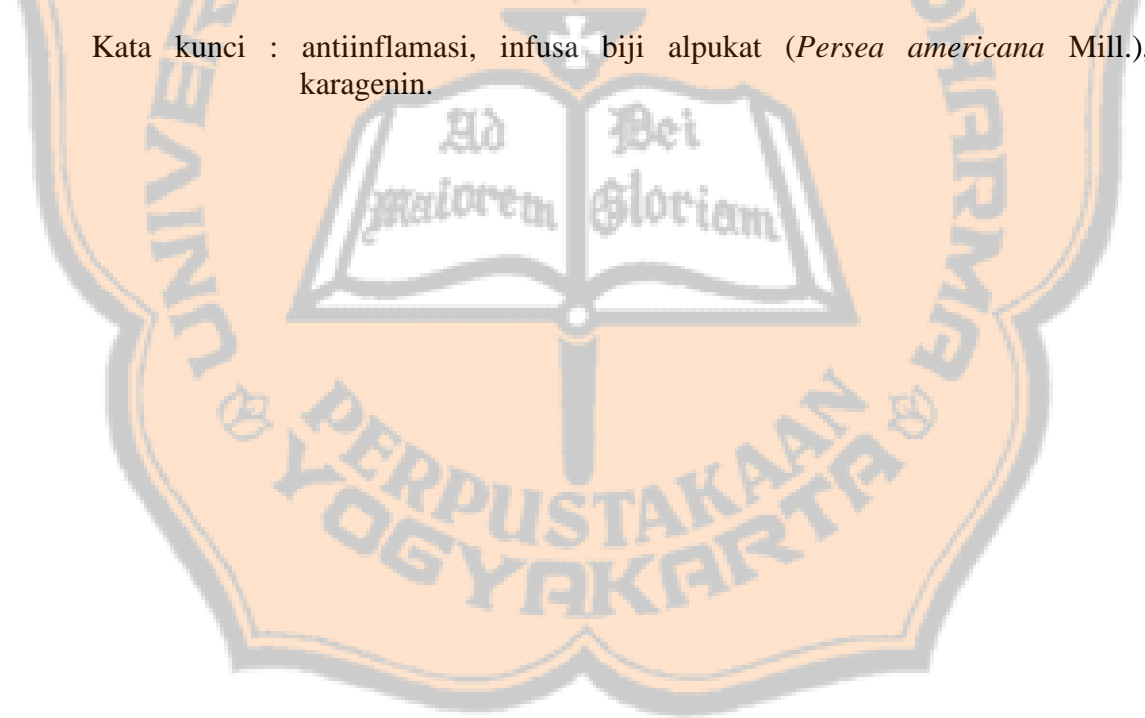 Kata kunci : antiinflamasi, infusa biji alpukat (Persea americana Mill.),
karagenin.
Ad Dei
Maiorem Gloriam
PERPUSTAKAAN
YOGYAKARTA